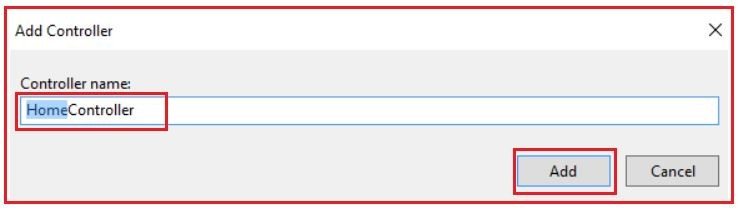 Add Controller
Controller name:
HomeController
Add Cancel